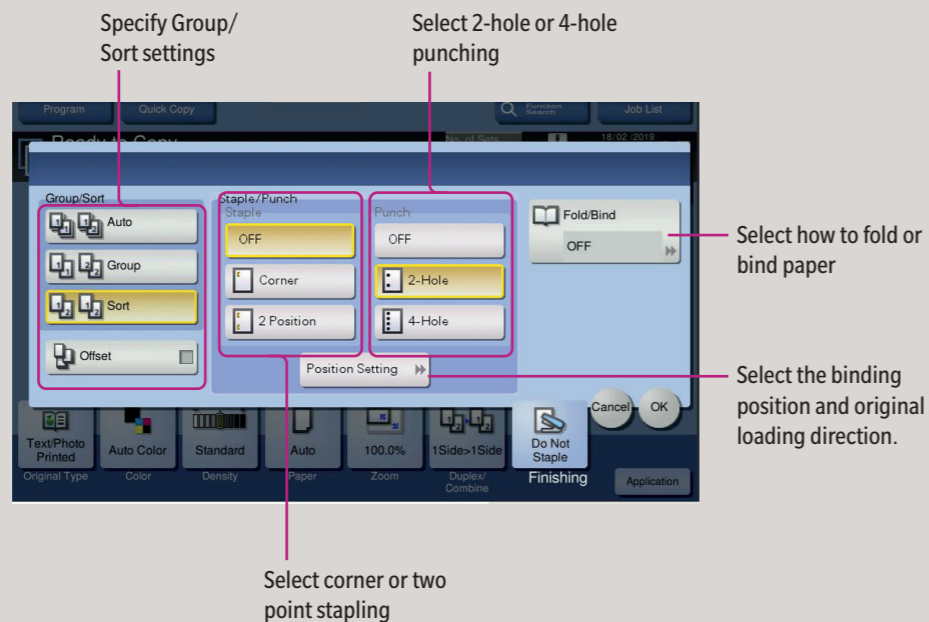 Specify Group/
Sort settings
Select 2-hole or 4-hole
punching
Program
Quick Copy
Function
Search
Job List
Ready to Copy
No. of Sets
18/02 /2019
Group/Sort
Auto
Group
Sort
Offset
Staple/Punch
Staple
OFF
Corner
2 Position
Punch
OFF
2-Hole
4-Hole
Position Setting
Fold/Bind
OFF
Select how to fold or
bind paper
Select the binding
position and original
loading direction.
Cancel
OK
Text/Photo
Printed
Auto Color
Standard
Auto
100.0%
1Side>1Side
Do Not
Staple
Original Type
Color
Density
Paper
Zoom
Duplex/
Combine
Finishing
Application
Select corner or two
point stapling